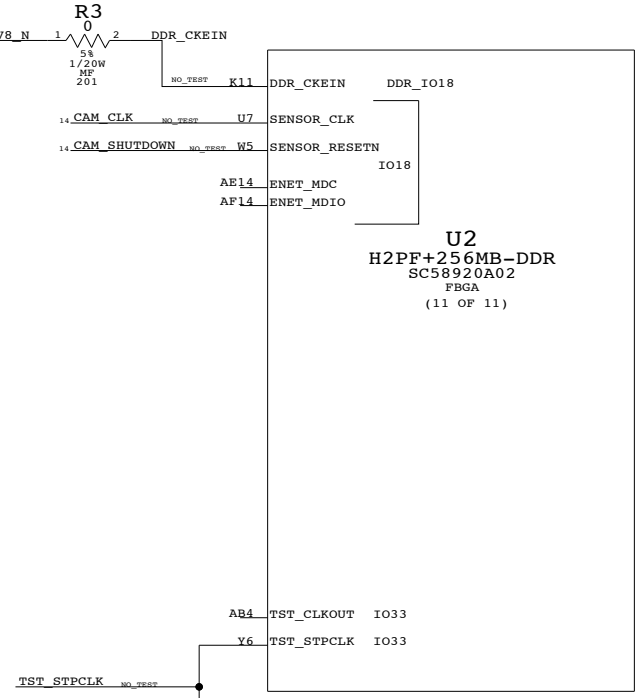 R3
0
V8_N 1 2 DDR_CKEIN
5%
1/20W
MF
201
NO_TEST K11 DDR_CKEIN DDR_IO18
14 CAM_CLK NO_TEST U7 SENSOR_CLK
14 CAM_SHUTDOWN NO_TEST W5 SENSOR_RESETN
IO18
AE14 ENET_MDC
AF14 ENET_MDIO
U2
H2PF+256MB-DDR
SC58920A02
FBGA
(11 OF 11)
AB4 TST_CLKOUT IO33
Y6 TST_STPCLK IO33
TST_STPCLK NO_TEST